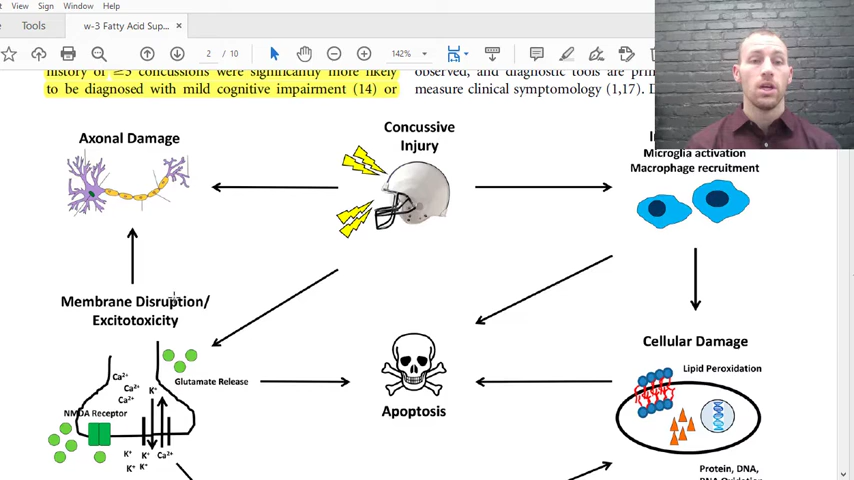 Show Sign Window Help
Tools w-3 Fatty Acid Sup... ×
2 / 10 142%
history of ≥3 concussions were significantly more likely
to be diagnosed with mild cognitive impairment (14) or
observed, and diagnostic tools are
measure clinical symptomology (1,17).
Concussive
Injury
Axonal Damage
Microglia activation
Macrophage recruitment
Membrane Disruption/
Excitotoxicity
Cellular Damage
Lipid Peroxidation
Glutamate Release
Ca²⁺
Ca²⁺
Ca²⁺
K⁺
NMDA Receptor
Apoptosis
K⁺ K⁺ Ca²⁺
K⁺ K⁺
Protein, DNA,